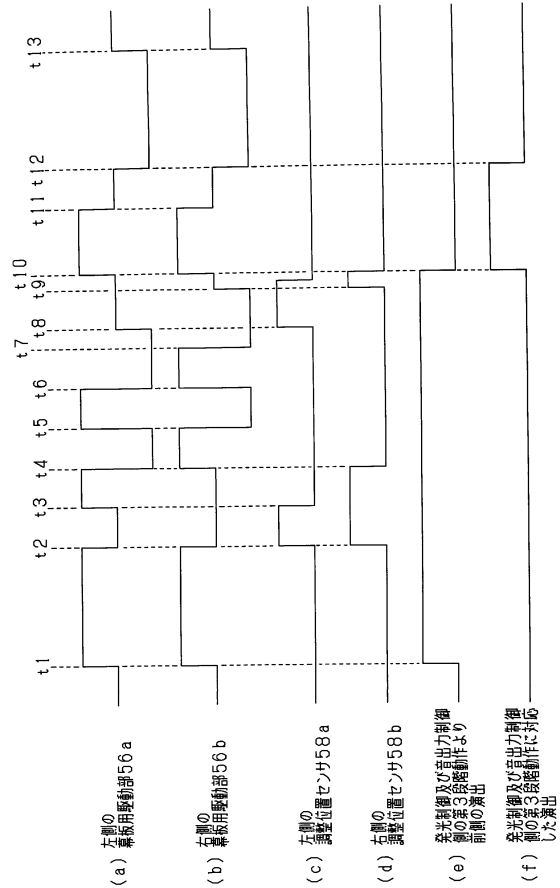 t1 t2 t3 t4 t5 t6 t7 t8 t9 t10 t11 t12 t13
(a) 左側の
幕板用駆動部56a
(b) 右側の
幕板用駆動部56b
(c) 左側の
調整位置センサ58a
(d) 右側の
調整位置センサ58b
発光制御及び音出力制御
(e) 側の第3段階動作より
前側の演出
発光制御及び音出力制御
(f) 側の第3段階動作に対応
した演出